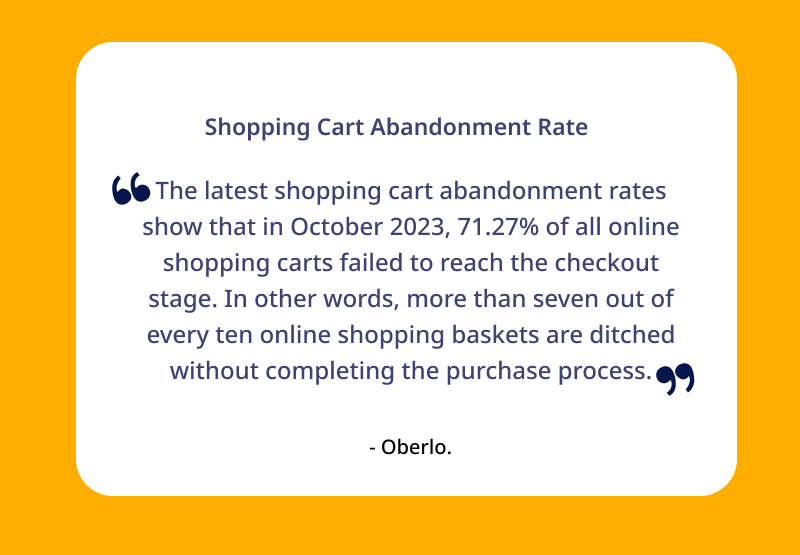 Shopping Cart Abandonment Rate
“The latest shopping cart abandonment rates
show that in October 2023, 71.27% of all online
shopping carts failed to reach the checkout
stage. In other words, more than seven out of
every ten online shopping baskets are ditched
without completing the purchase process.”
- Oberlo.